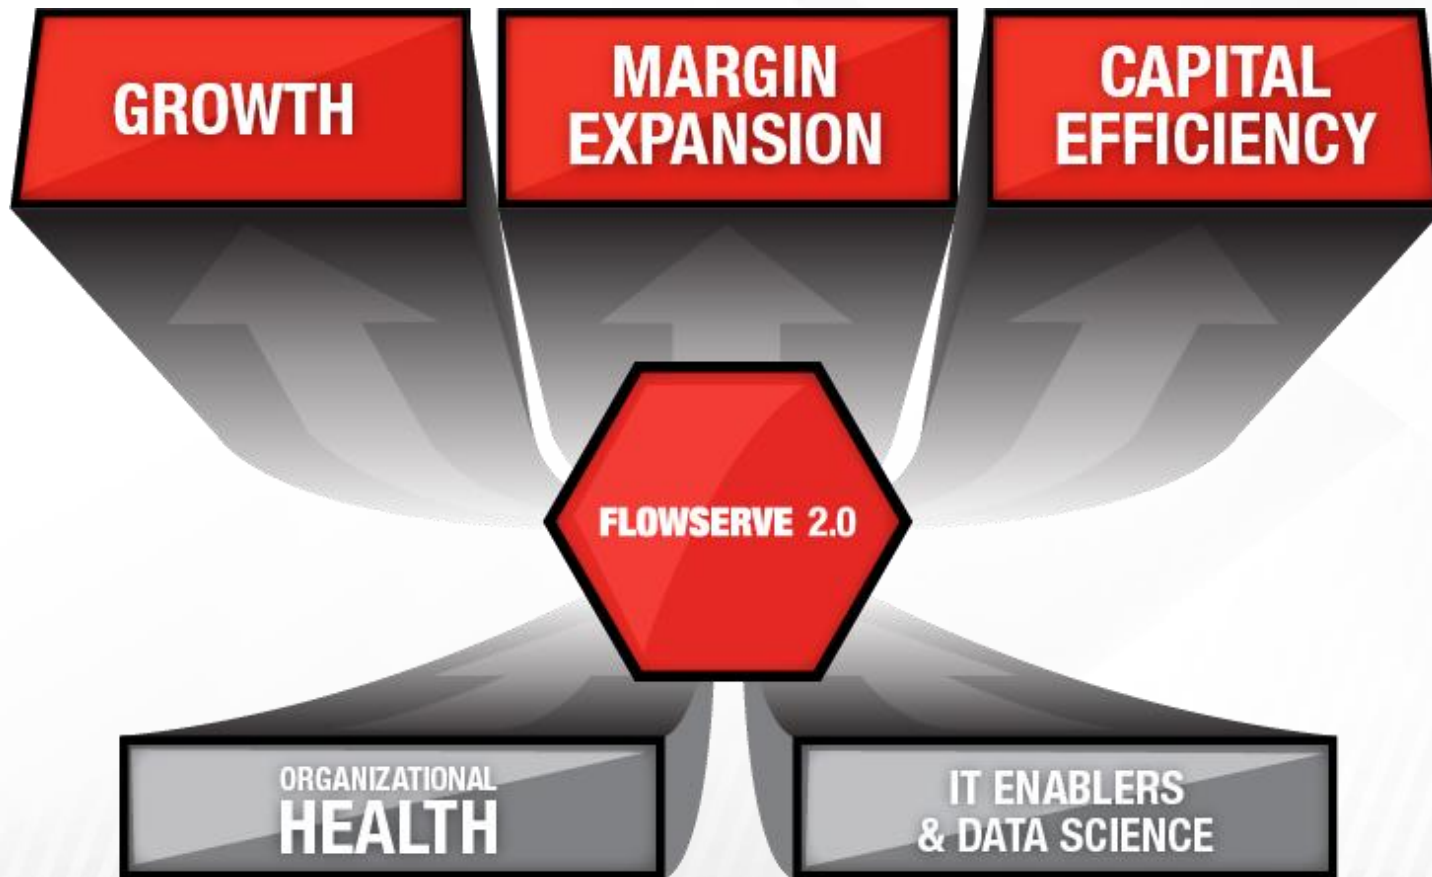 GROWTH
MARGIN
EXPANSION
CAPITAL
EFFICIENCY
FLOWSERVE 2.0
ORGANIZATIONAL
HEALTH
IT ENABLERS
& DATA SCIENCE